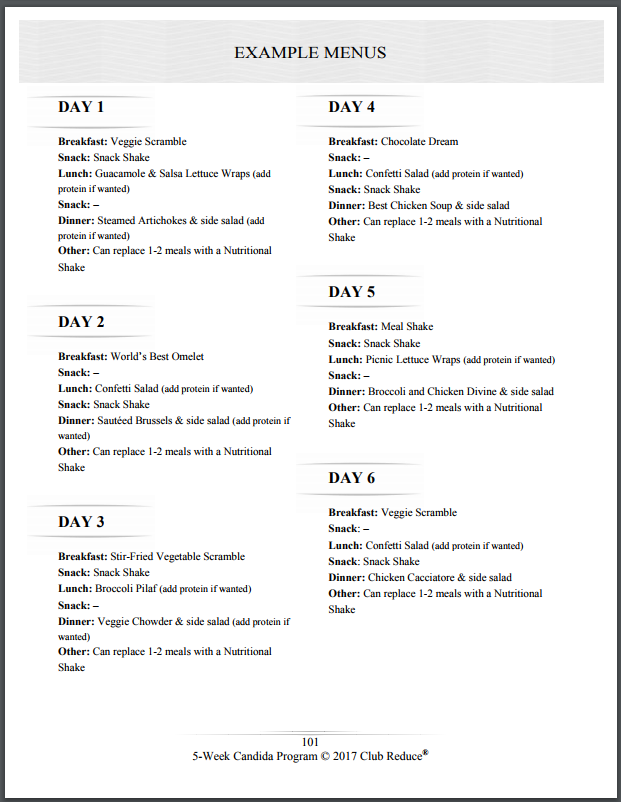 EXAMPLE MENUS
DAY 1
Breakfast: Veggie Scramble
Snack: Snack Shake
Lunch: Guacamole & Salsa Lettuce Wraps (add
protein if wanted)
Snack: –
Dinner: Steamed Artichokes & side salad (add
protein if wanted)
Other: Can replace 1-2 meals with a Nutritional
Shake
DAY 2
Breakfast: World's Best Omelet
Snack: –
Lunch: Confetti Salad (add protein if wanted)
Snack: Snack Shake
Dinner: Sautéed Brussels & side salad (add protein if
wanted)
Other: Can replace 1-2 meals with a Nutritional
Shake
DAY 3
Breakfast: Stir-Fried Vegetable Scramble
Snack: Snack Shake
Lunch: Broccoli Pilaf (add protein if wanted)
Snack: –
Dinner: Veggie Chowder & side salad (add protein if
wanted)
Other: Can replace 1-2 meals with a Nutritional
Shake
DAY 4
Breakfast: Chocolate Dream
Snack: –
Lunch: Confetti Salad (add protein if wanted)
Snack: Snack Shake
Dinner: Best Chicken Soup & side salad
Other: Can replace 1-2 meals with a Nutritional
Shake
DAY 5
Breakfast: Meal Shake
Snack: Snack Shake
Lunch: Picnic Lettuce Wraps (add protein if wanted)
Snack: –
Dinner: Broccoli and Chicken Divine & side salad
Other: Can replace 1-2 meals with a Nutritional
Shake
DAY 6
Breakfast: Veggie Scramble
Snack: –
Lunch: Confetti Salad (add protein if wanted)
Snack: Snack Shake
Dinner: Chicken Cacciatore & side salad
Other: Can replace 1-2 meals with a Nutritional
Shake
101
5-Week Candida Program © 2017 Club Reduce®